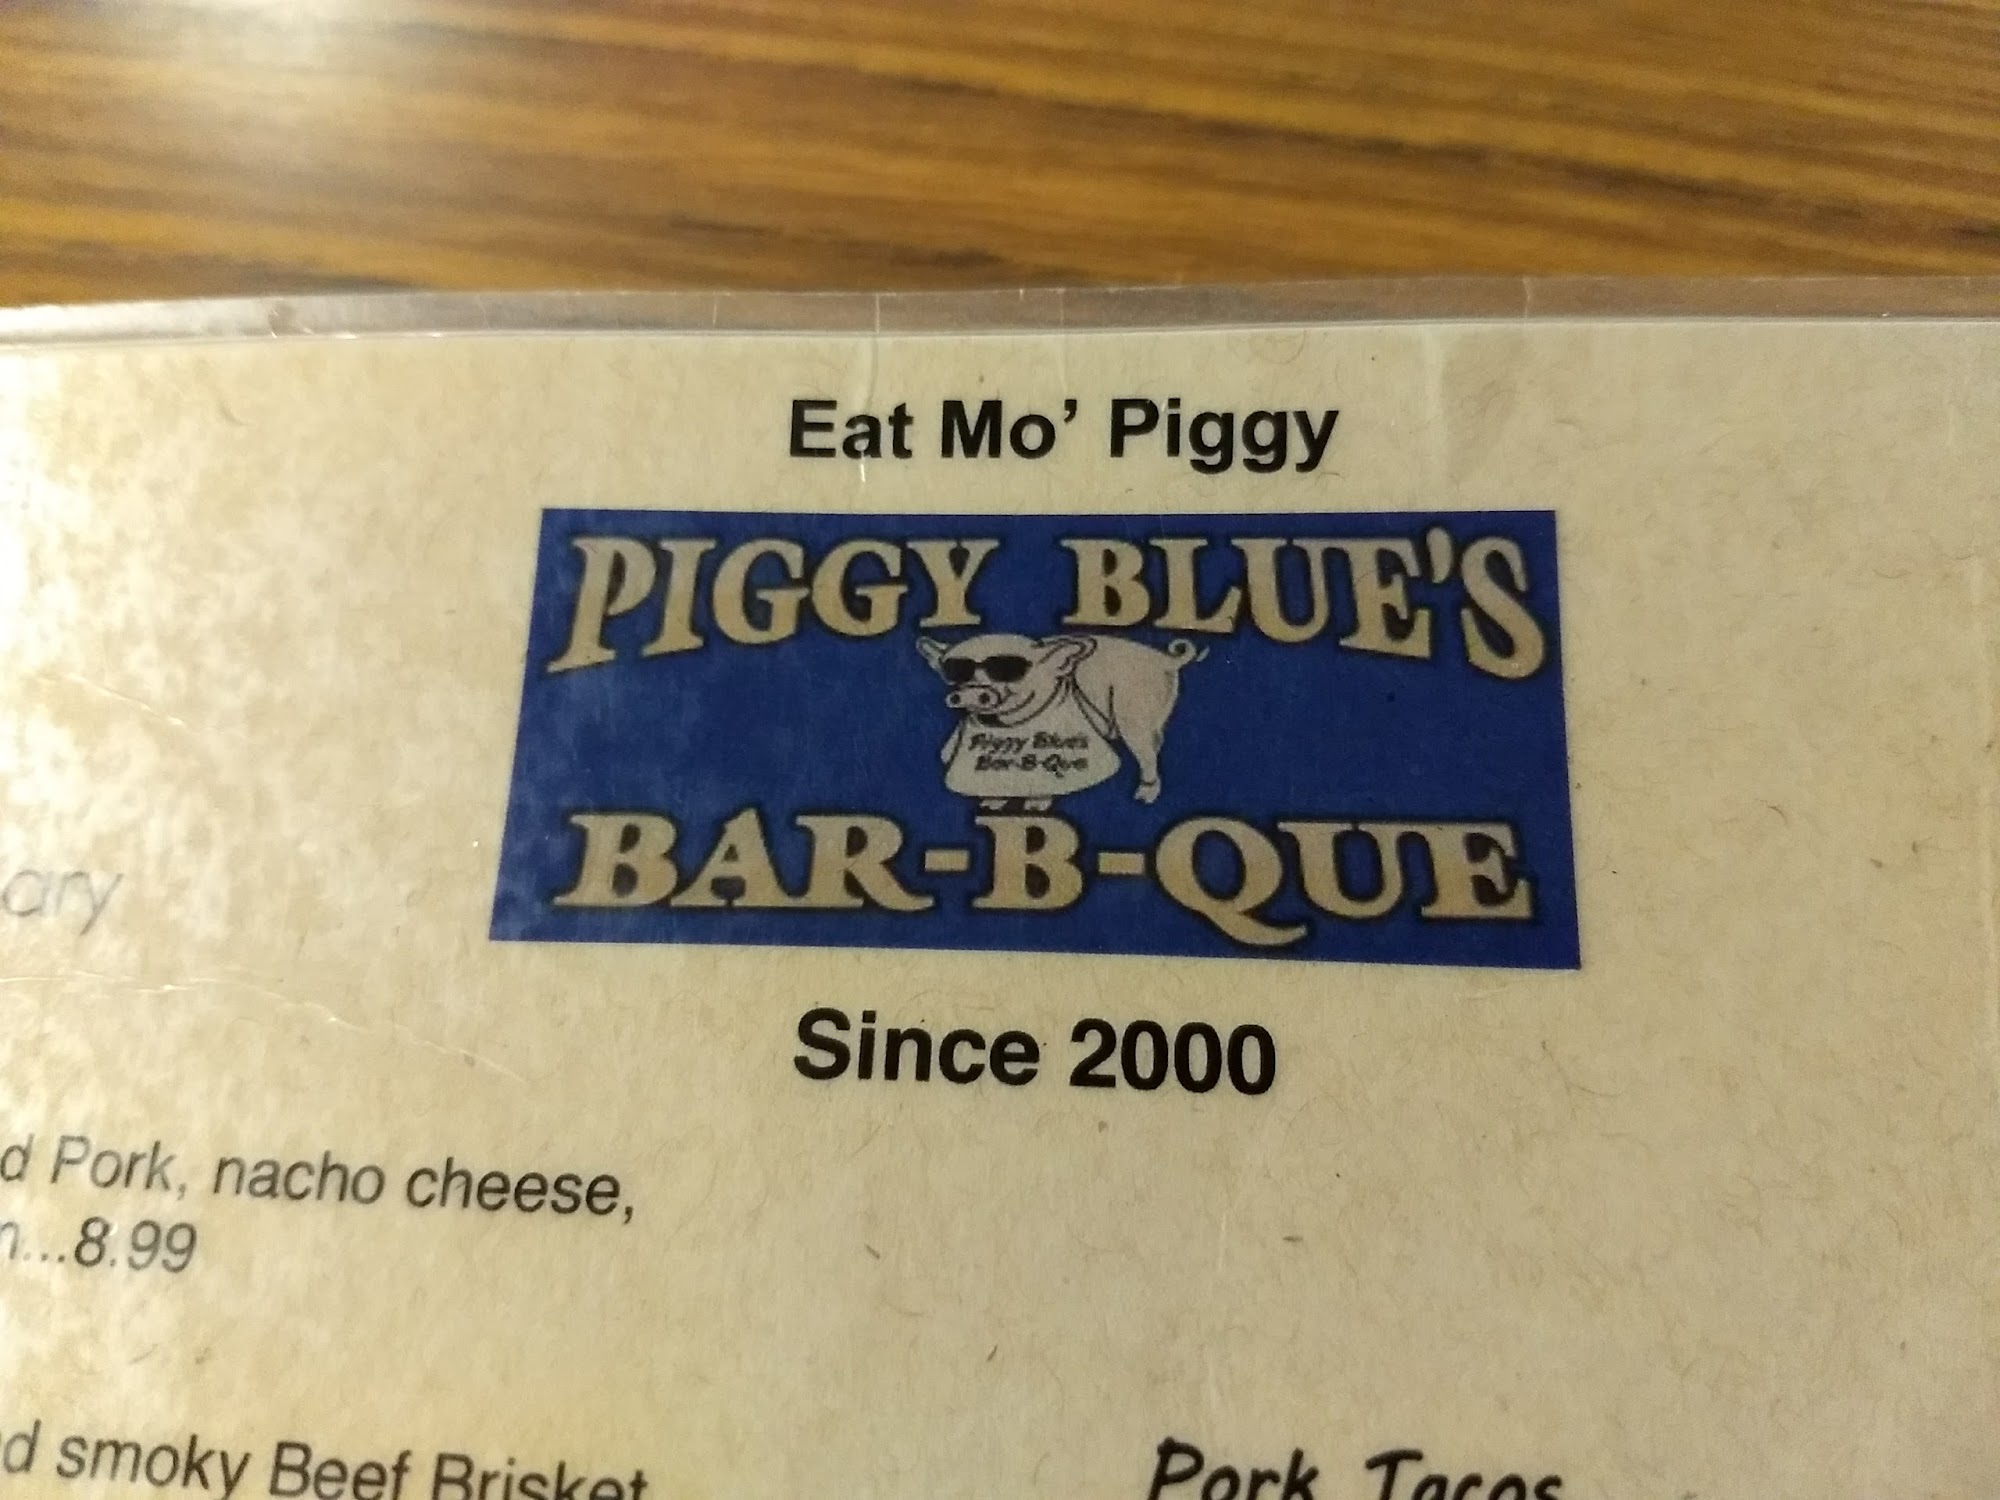 Eat Mo' Piggy
PIGGY BLUE'S
Piggy Blue's
Bar-B-Que
BAR-B-QUE
Since 2000
Pork, nacho cheese,
...8.99
smoky Beef Brisket
Pork Tacos